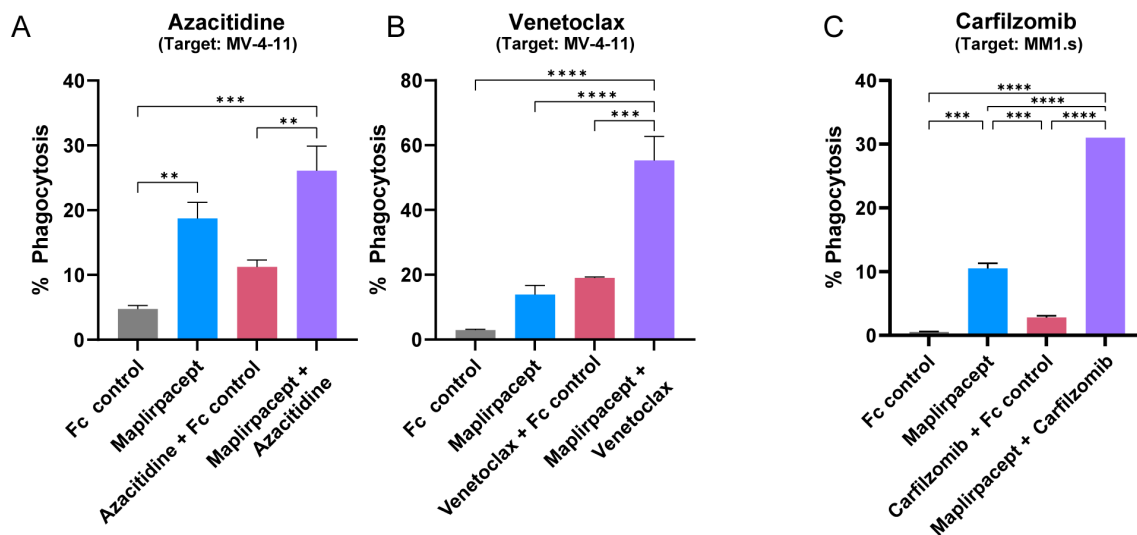 A
Azacitidine
(Target: MV-4-11)
% Phagocytosis
40
30
20
10
0
***
**
**
Fc control
Maplirpacept
Azacitidine + Fc control
Maplirpacept +
Azacitidine
B
Venetoclax
(Target: MV-4-11)
% Phagocytosis
80
60
40
20
0
****
****
***
Fc control
Maplirpacept
Venetoclax + Fc control
Maplirpacept +
Venetoclax
C
Carfilzomib
(Target: MM1.s)
% Phagocytosis
40
30
20
10
0
****
****
***
***
****
Fc control
Maplirpacept
Carfilzomib + Fc control
Maplirpacept + Carfilzomib